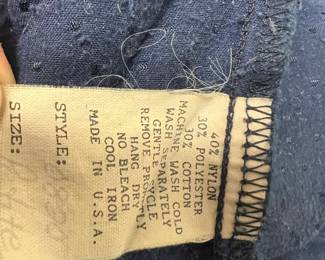 40% NYLON
30% COTTON
30% POLYESTER
MACHINE WASH COLD
WASH SEPARATELY
GENTLE CYCLE
REMOVE PROMPTLY
HANG DRY
NO BLEACH
COOL IRON
MADE IN U.S.A.
STYLE:
SIZE: